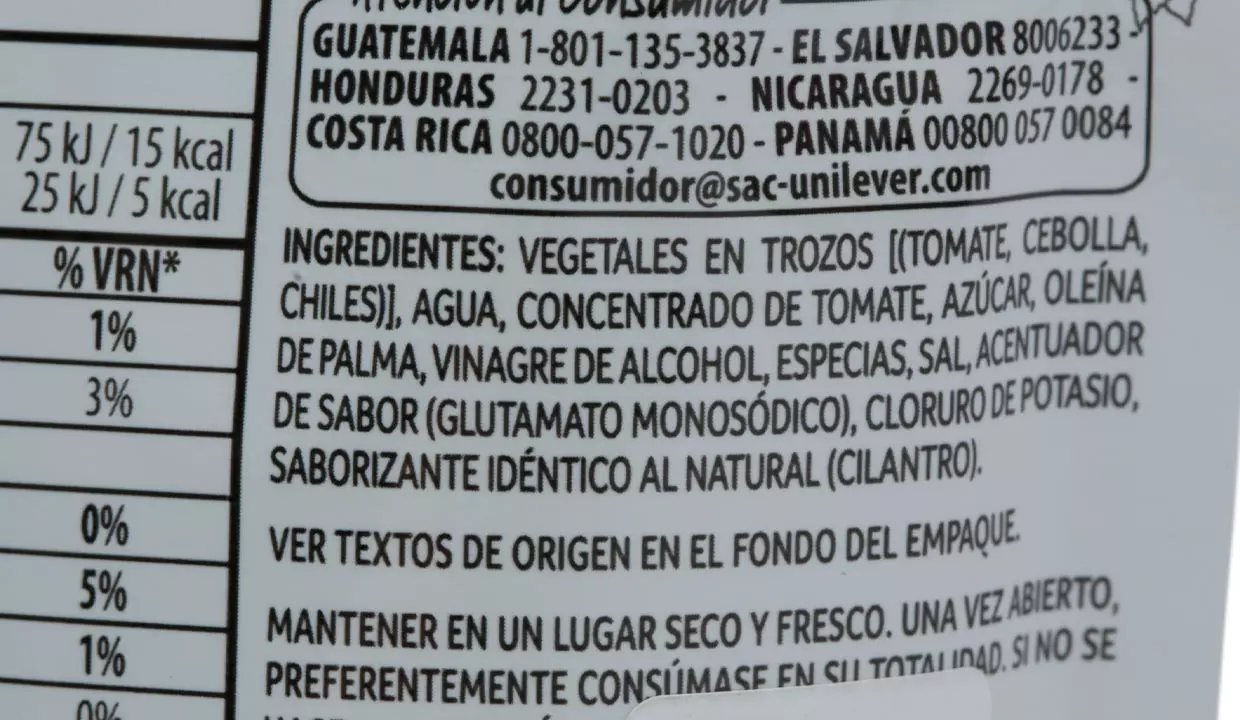 Atención al Consumidor
GUATEMALA 1-801-135-3837 - EL SALVADOR 8006233 -
HONDURAS 2231-0203 - NICARAGUA 2269-0178 -
COSTA RICA 0800-057-1020 - PANAMÁ 00800 057 0084
consumidor@sac-unilever.com
75 kJ / 15 kcal
25 kJ / 5 kcal
% VRN*
1%
3%
0%
5%
1%
0%
INGREDIENTES: VEGETALES EN TROZOS [(TOMATE, CEBOLLA,
CHILES)], AGUA, CONCENTRADO DE TOMATE, AZÚCAR, OLEÍNA
DE PALMA, VINAGRE DE ALCOHOL, ESPECIAS, SAL, ACENTUADOR
DE SABOR (GLUTAMATO MONOSÓDICO), CLORURO DE POTASIO,
SABORIZANTE IDÉNTICO AL NATURAL (CILANTRO).
VER TEXTOS DE ORIGEN EN EL FONDO DEL EMPAQUE.
MANTENER EN UN LUGAR SECO Y FRESCO. UNA VEZ ABIERTO,
PREFERENTEMENTE CONSÚMASE EN SU TOTALIDAD. SI NO SE